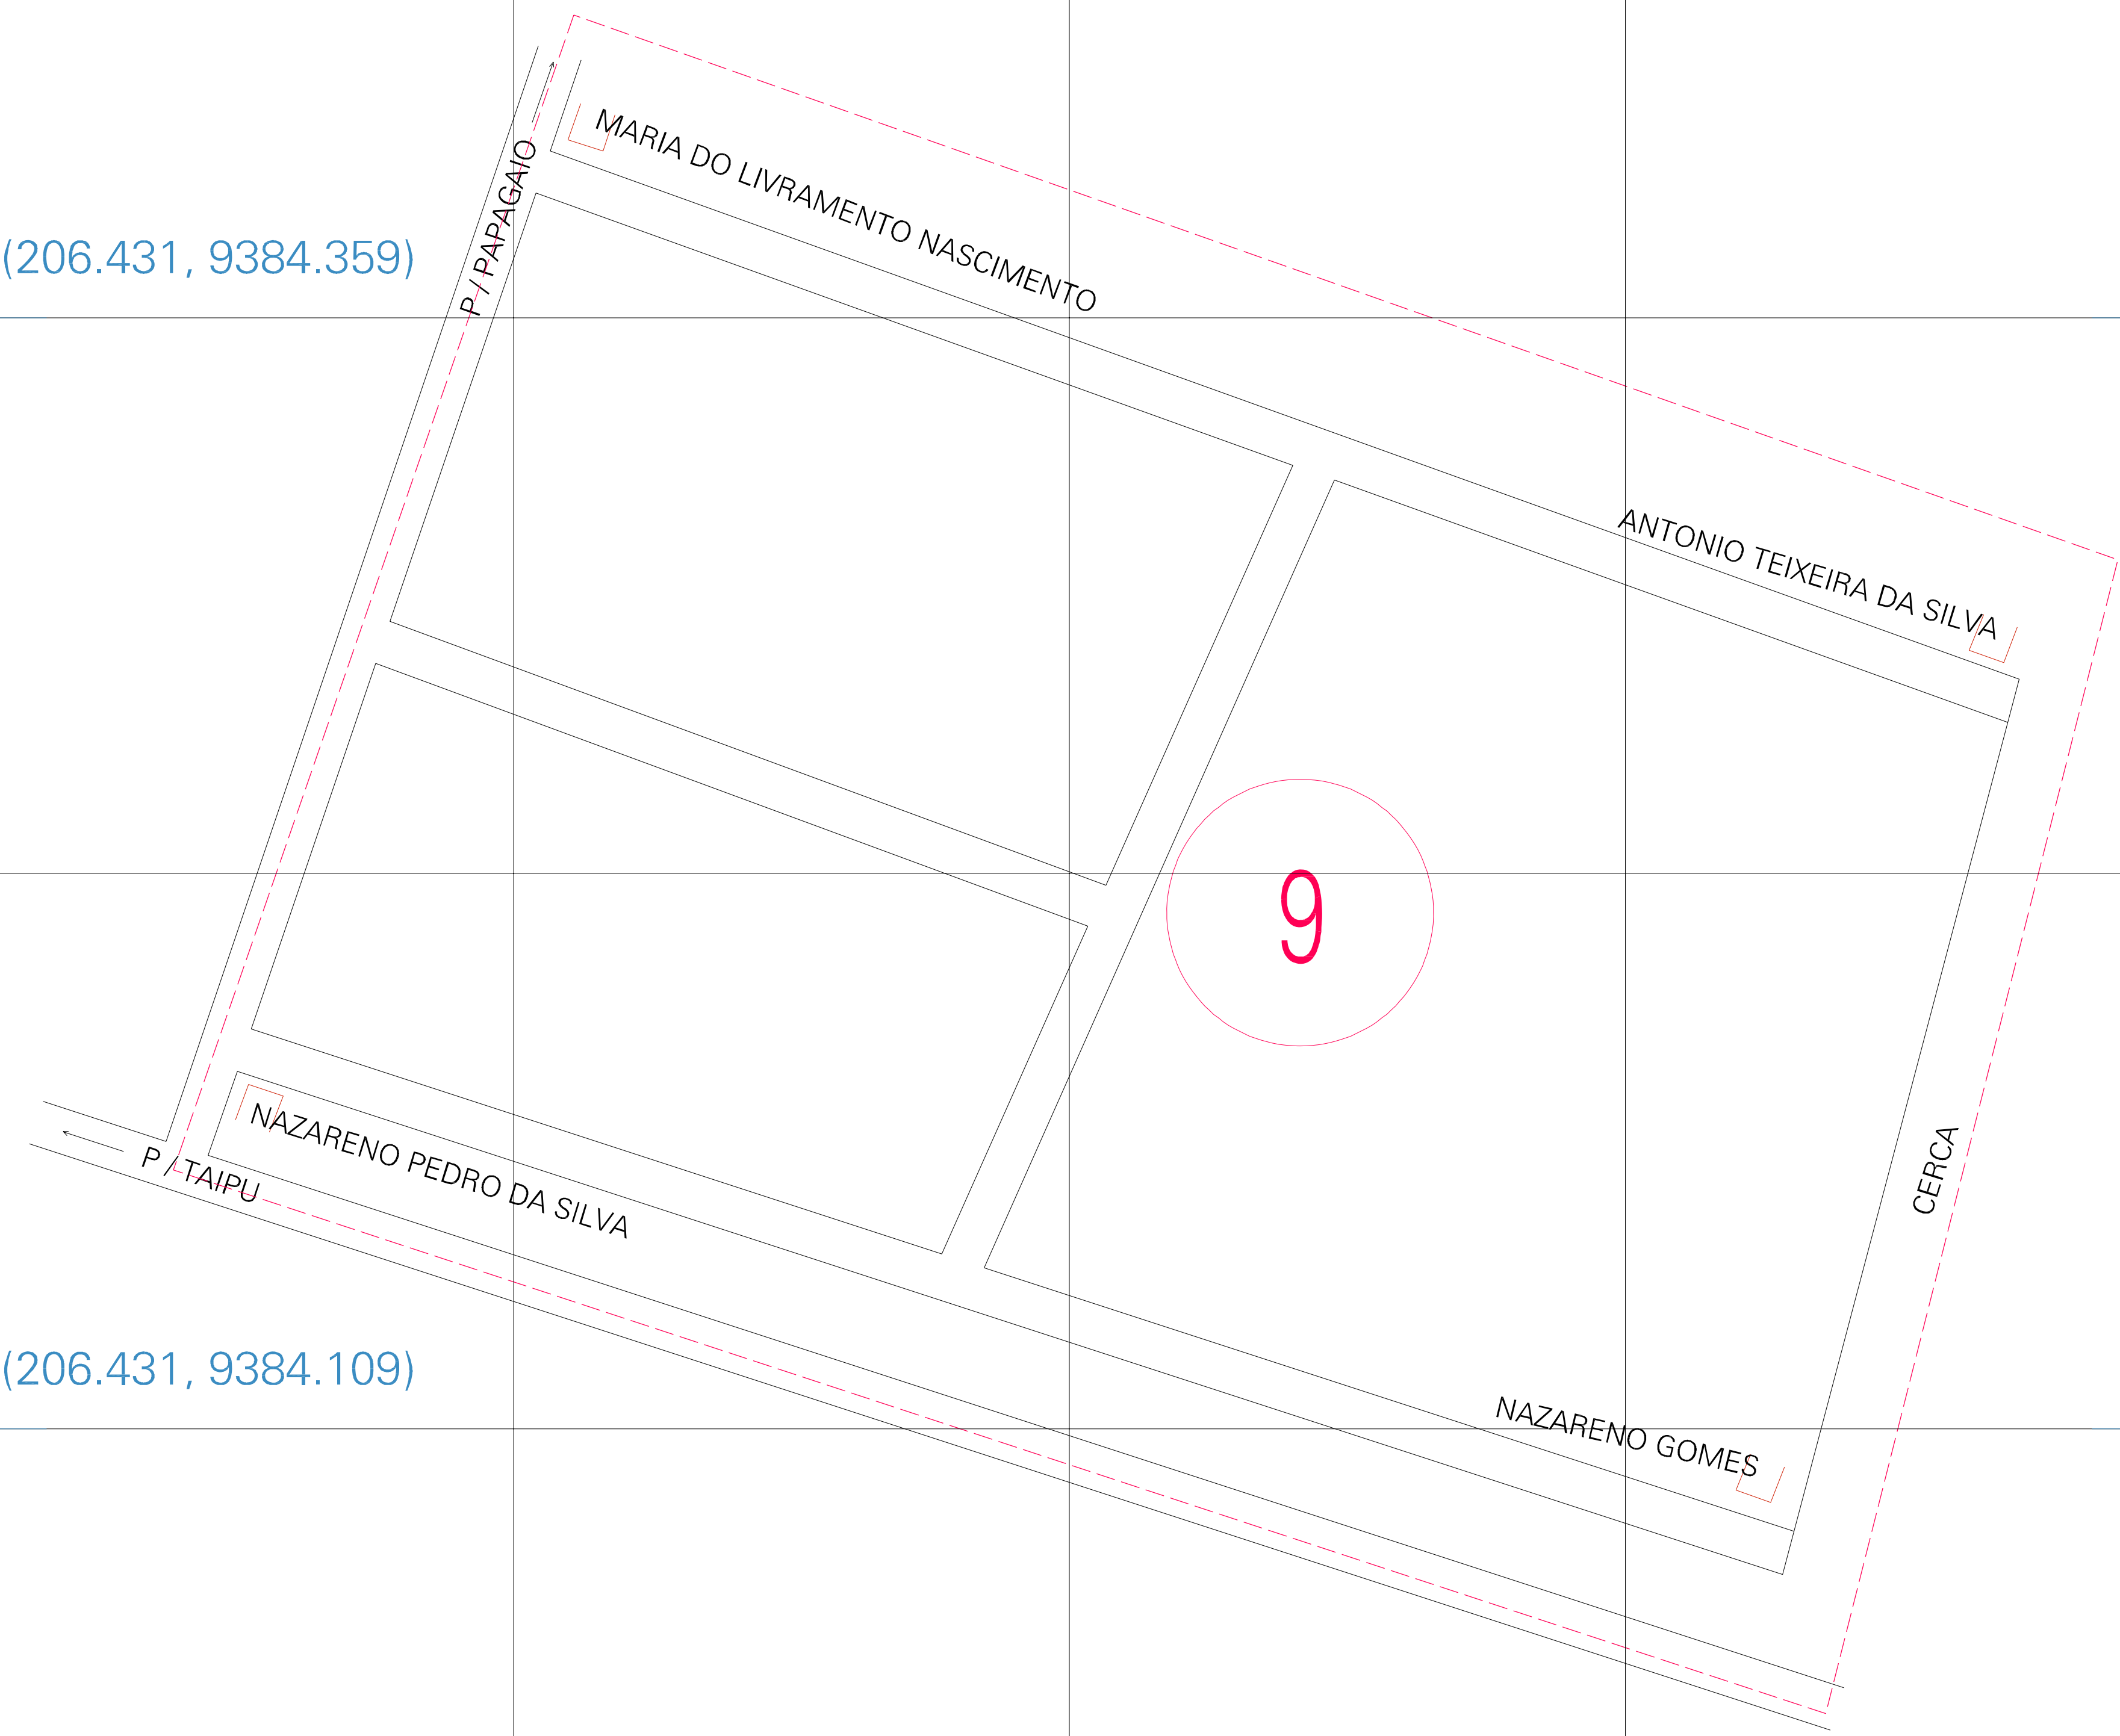 P / PAPAGAIO
MARIA DO LIVRAMENTO NASCIMENTO
(206.431, 9384.359)
ANTONIO TEIXEIRA DA SILVA
9
NAZARENO PEDRO DA SILVA
P / TAIPU
CERCA
(206.431, 9384.109)
NAZARENO GOMES